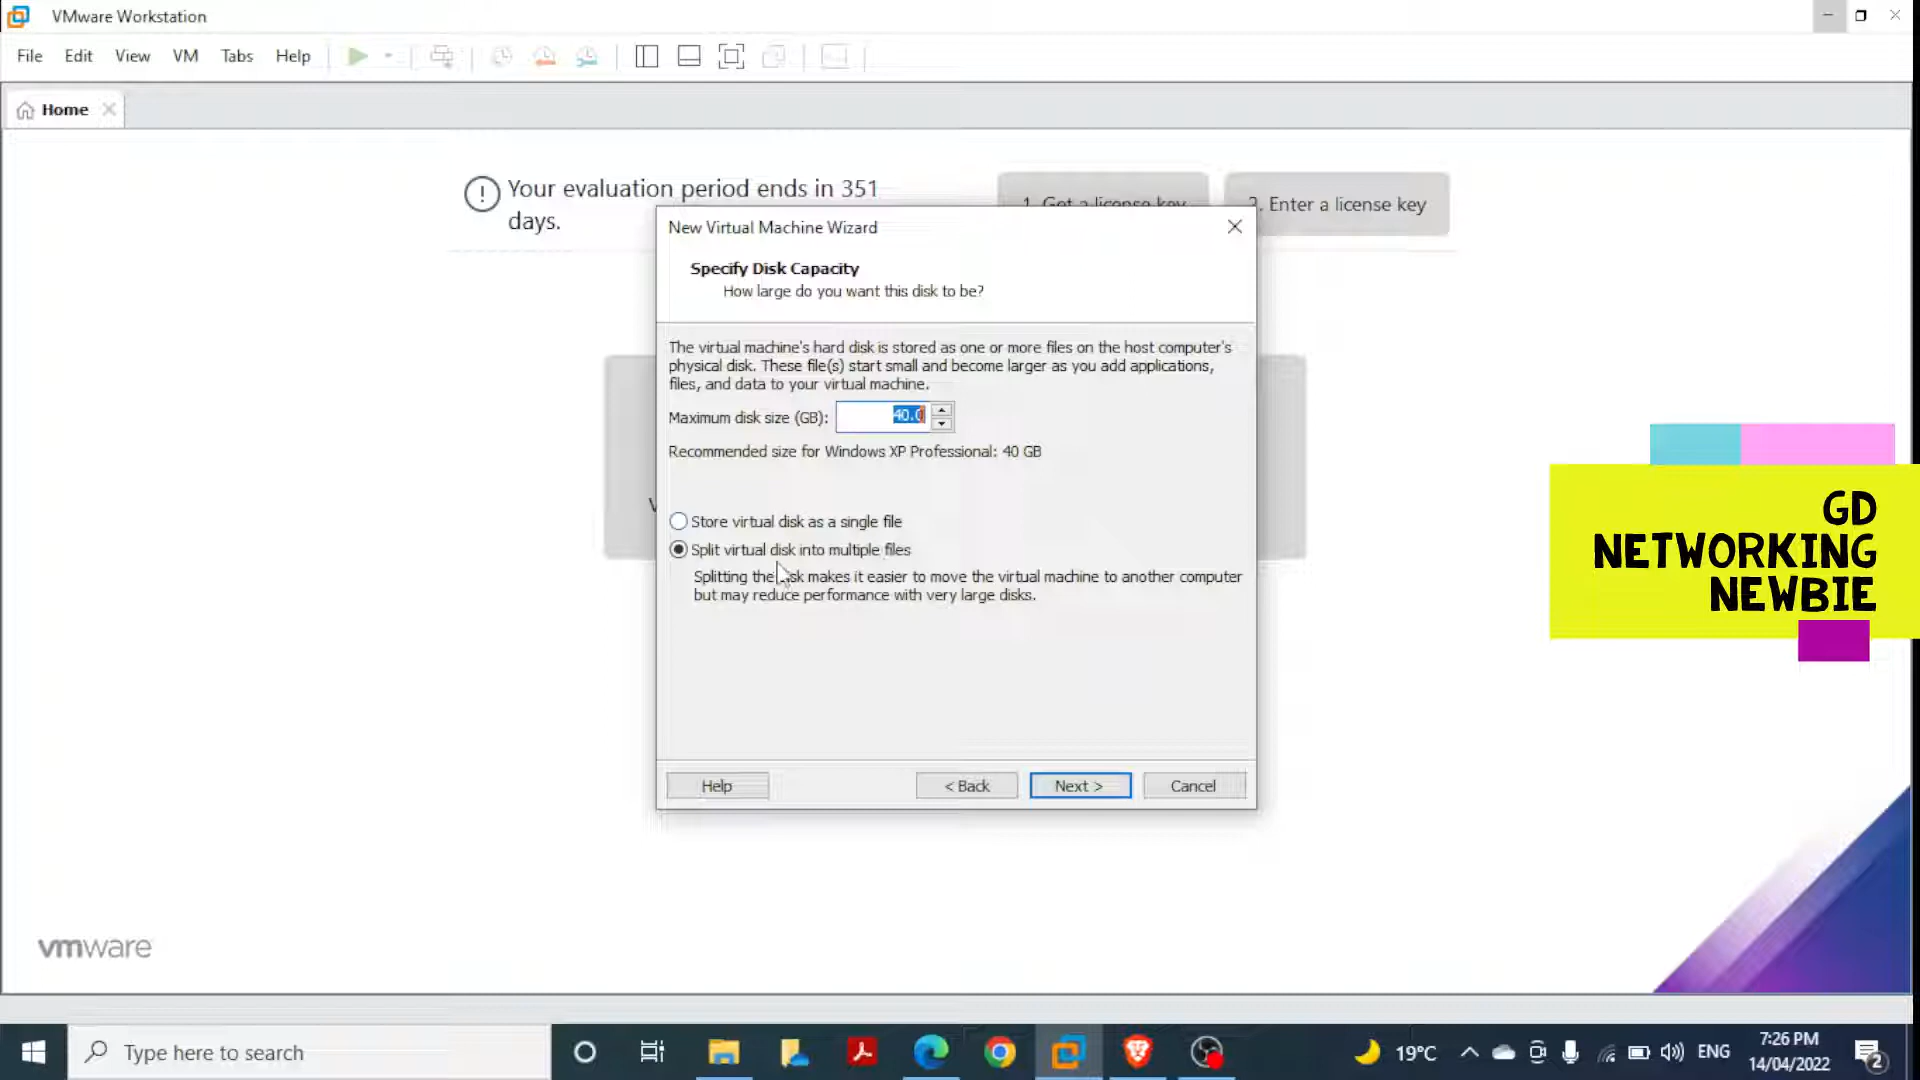 VMware Workstation
File Edit View VM Tabs Help
Home
Your evaluation period ends in 351
days.
1. Get a license key
2. Enter a license key
New Virtual Machine Wizard
Specify Disk Capacity
How large do you want this disk to be?
The virtual machine's hard disk is stored as one or more files on the host computer's
physical disk. These file(s) start small and become larger as you add applications,
files, and data to your virtual machine.
Maximum disk size (GB): 40.0
Recommended size for Windows XP Professional: 40 GB
Store virtual disk as a single file
Split virtual disk into multiple files
Splitting the disk makes it easier to move the virtual machine to another computer
but may reduce performance with very large disks.
Help < Back Next > Cancel
GD
NETWORKING
NEWBIE
vmware
Type here to search
19°C
ENG
7:26 PM
14/04/2022
2